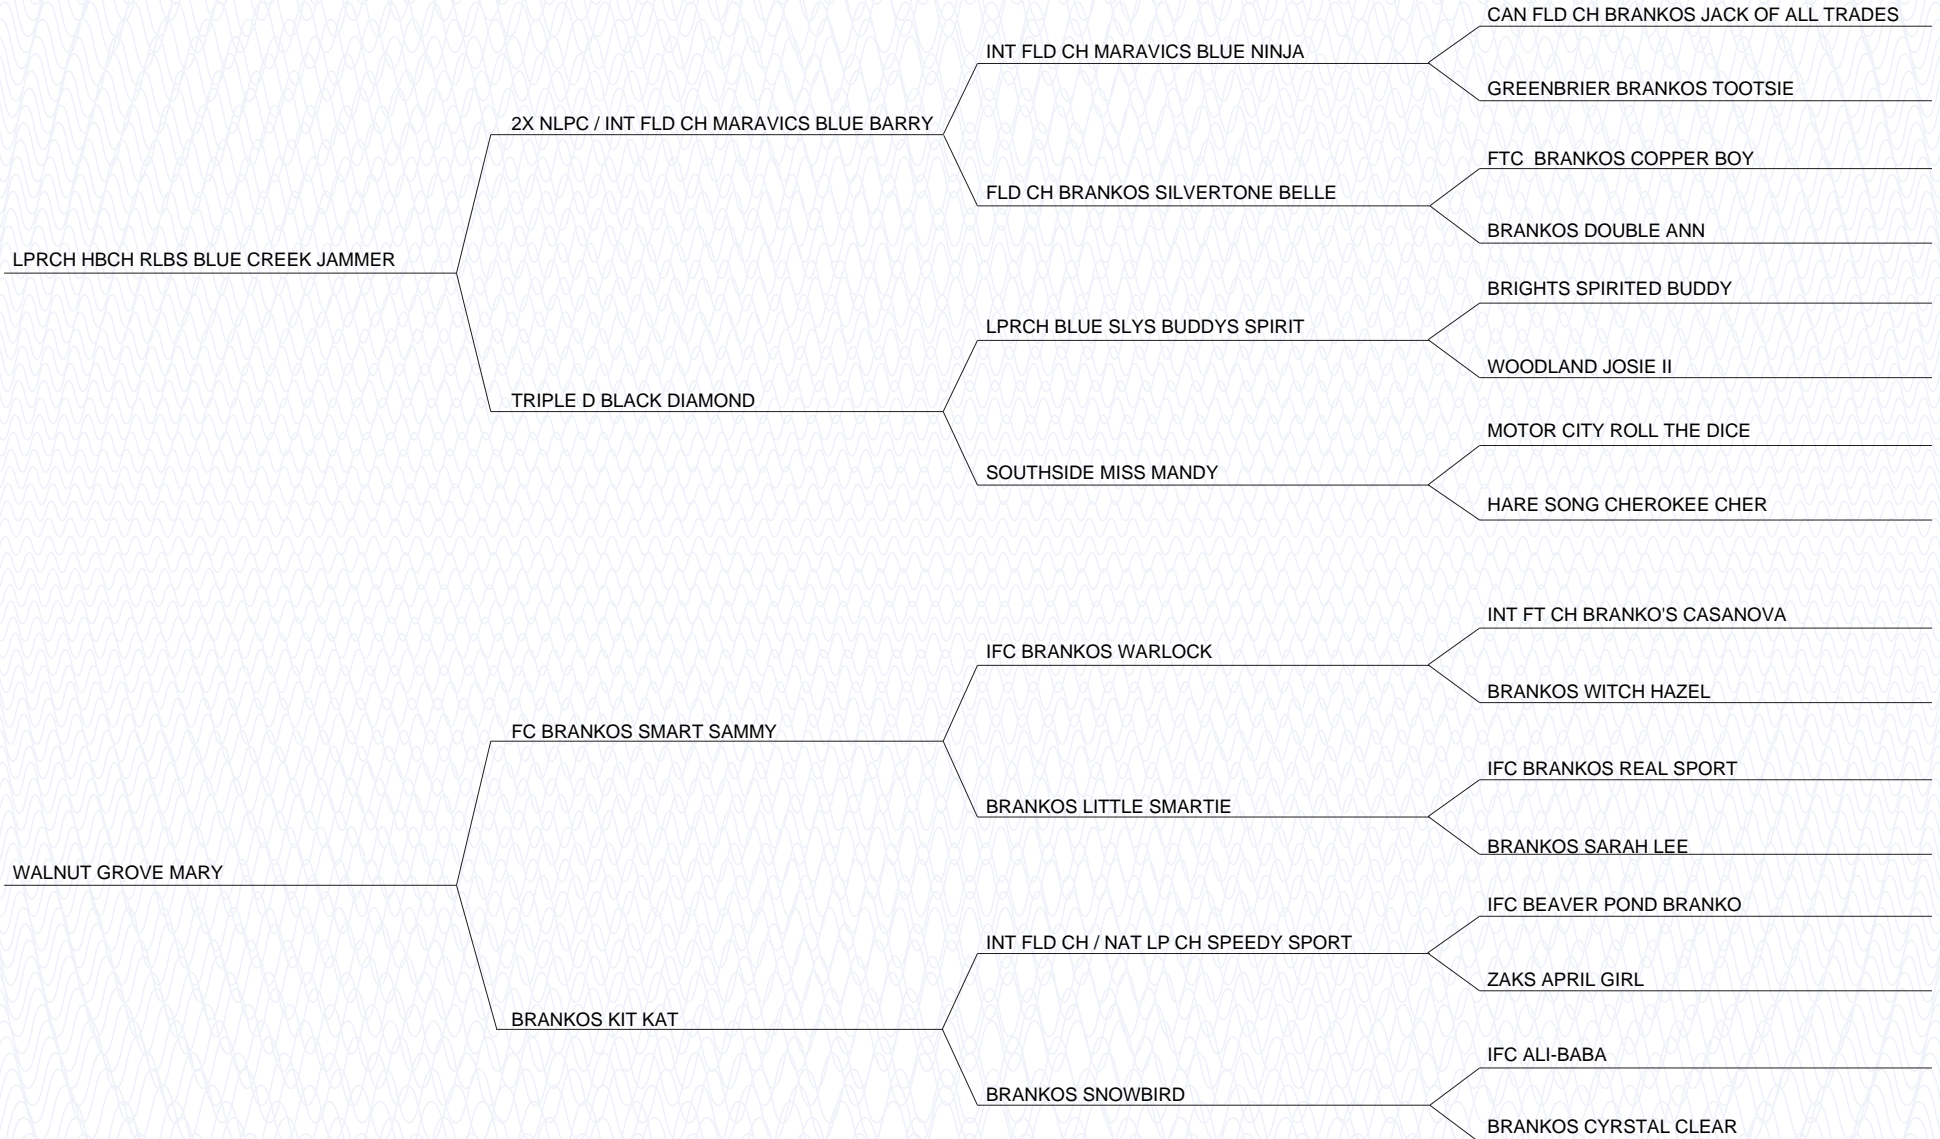 CAN FLD CH BRANKOS JACK OF ALL TRADES
INT FLD CH MARAVICS BLUE NINJA
GREENBRIER BRANKOS TOOTSIE
2X NLPC / INT FLD CH MARAVICS BLUE BARRY
FTC  BRANKOS COPPER BOY
FLD CH BRANKOS SILVERTONE BELLE
BRANKOS DOUBLE ANN
LPRCH HBCH RLBS BLUE CREEK JAMMER
BRIGHTS SPIRITED BUDDY
LPRCH BLUE SLYS BUDDYS SPIRIT
WOODLAND JOSIE II
TRIPLE D BLACK DIAMOND
MOTOR CITY ROLL THE DICE
SOUTHSIDE MISS MANDY
HARE SONG CHEROKEE CHER
INT FT CH BRANKO'S CASANOVA
IFC BRANKOS WARLOCK
BRANKOS WITCH HAZEL
FC BRANKOS SMART SAMMY
IFC BRANKOS REAL SPORT
BRANKOS LITTLE SMARTIE
BRANKOS SARAH LEE
WALNUT GROVE MARY
IFC BEAVER POND BRANKO
INT FLD CH / NAT LP CH SPEEDY SPORT
ZAKS APRIL GIRL
BRANKOS KIT KAT
IFC ALI-BABA
BRANKOS SNOWBIRD
BRANKOS CYRSTAL CLEAR